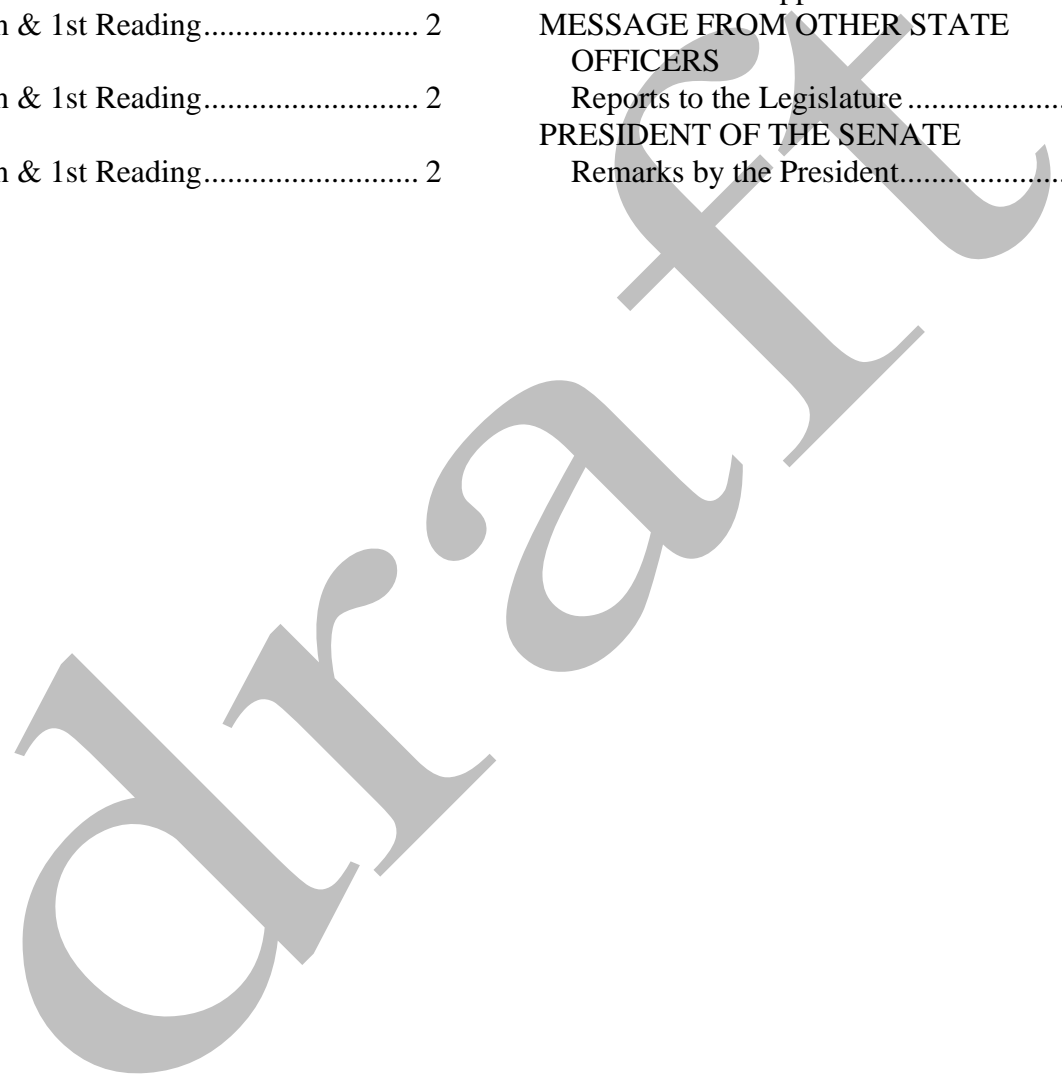 n & 1st Reading........................... 2
n & 1st Reading........................... 2
n & 1st Reading........................... 2
MESSAGE FROM OTHER STATE
OFFICERS
Reports to the Legislature....................
PRESIDENT OF THE SENATE
Remarks by the President.....................
draft